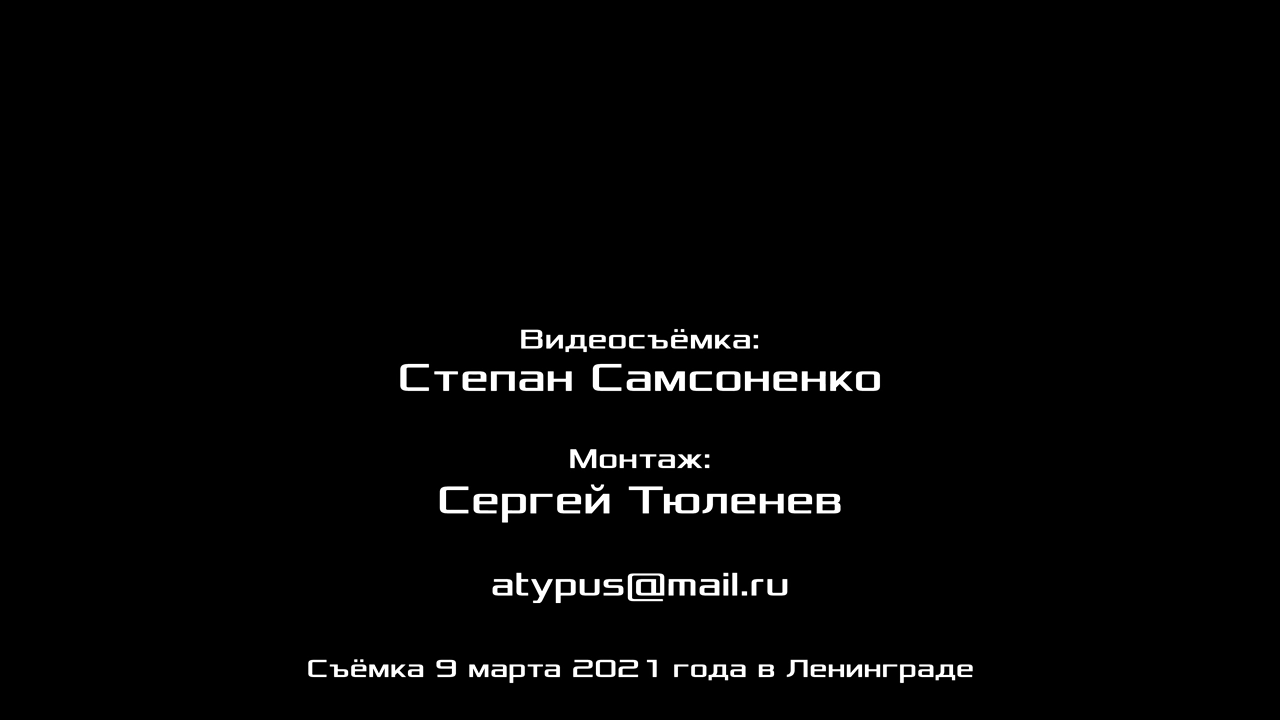 Видеосъёмка:
Степан Самсоненко
Монтаж:
Сергей Тюленев
atypus@mail.ru
Съёмка 9 марта 2021 года в Ленинграде